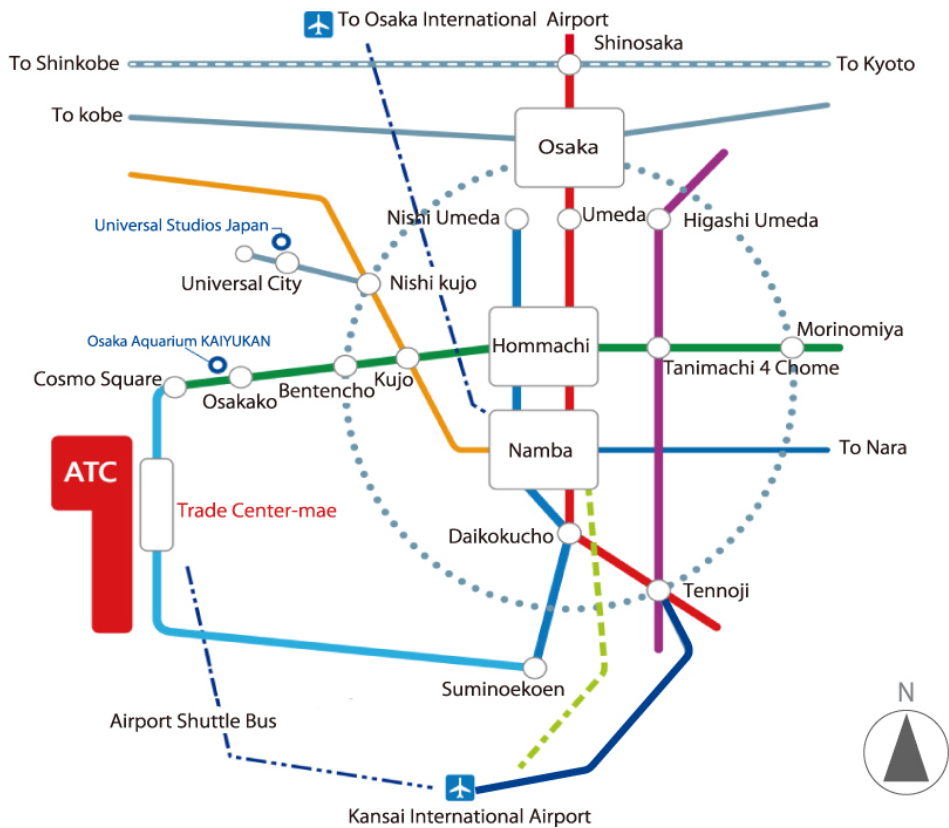 To Osaka International Airport
Shinosaka
To Shinkobe
To Kyoto
To kobe
Osaka
Nishi Umeda
Umeda
Higashi Umeda
Universal Studios Japan
Universal City
Nishi kujo
Morinomiya
Hommachi
Osaka Aquarium KAIYUKAN
Tanimachi 4 Chome
Cosmo Square
Osakako
Bentencho
Kujo
Namba
To Nara
ATC
Trade Center-mae
Daikokucho
Tennoji
Suminoekoen
N
Airport Shuttle Bus
Kansai International Airport